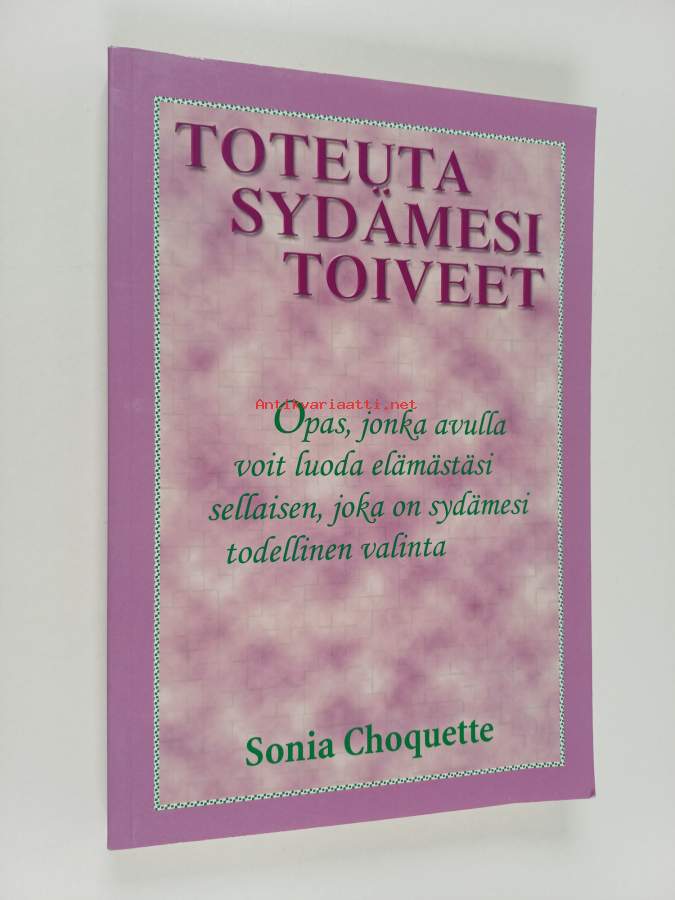 TOTEUTA
SYDÄMESI
TOIVEET
Antikvariaatti.net
Opas, jonka avulla
voit luoda elämästäsi
sellaisen, joka on sydämesi
todellinen valinta
Sonia Choquette